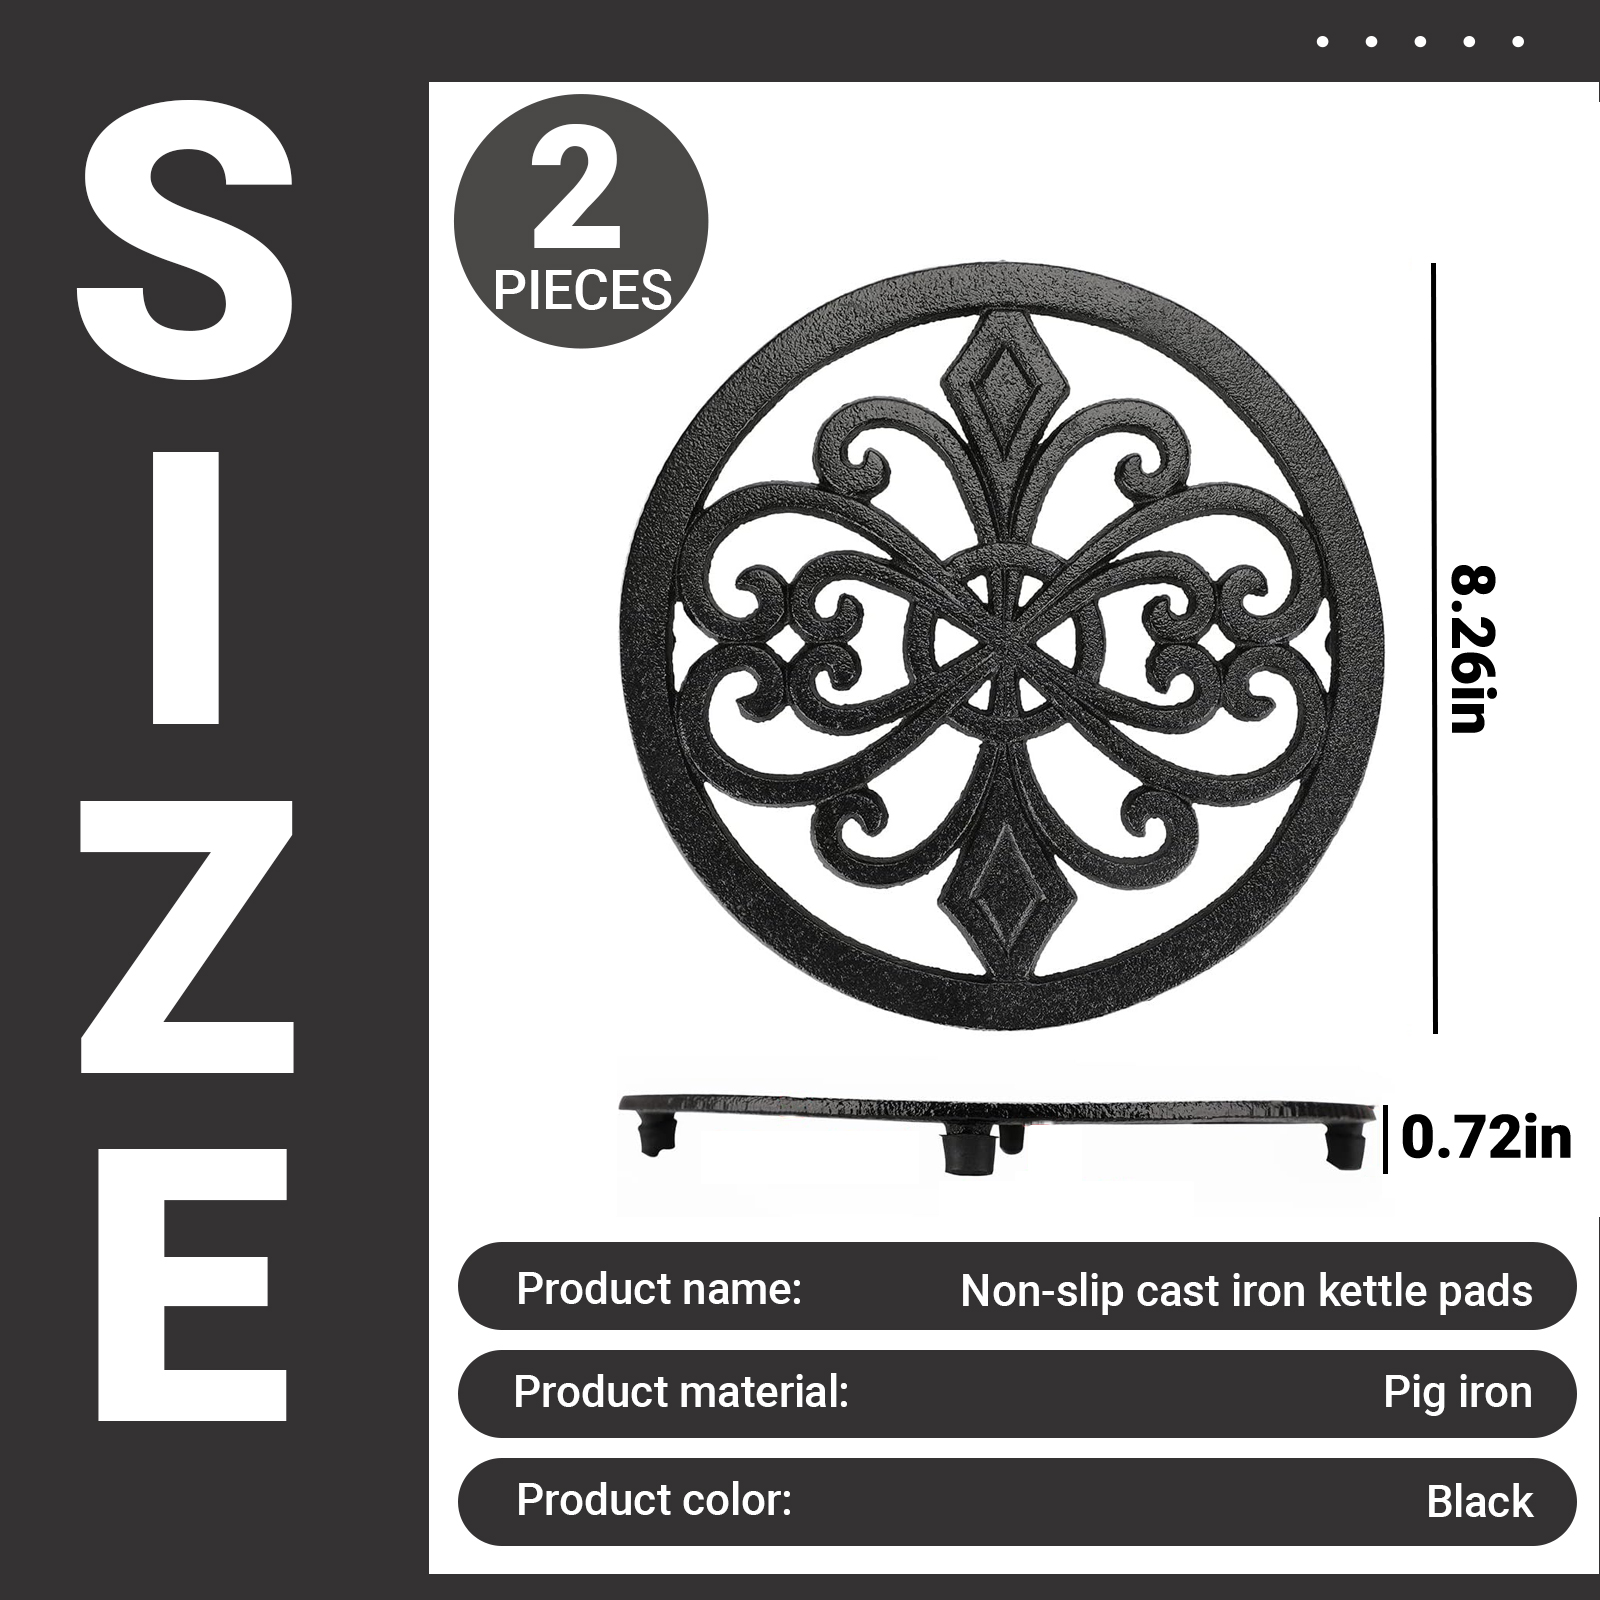 SIZE
2
PIECES
8.26in
0.72in
Product name: Non-slip cast iron kettle pads
Product material: Pig iron
Product color: Black